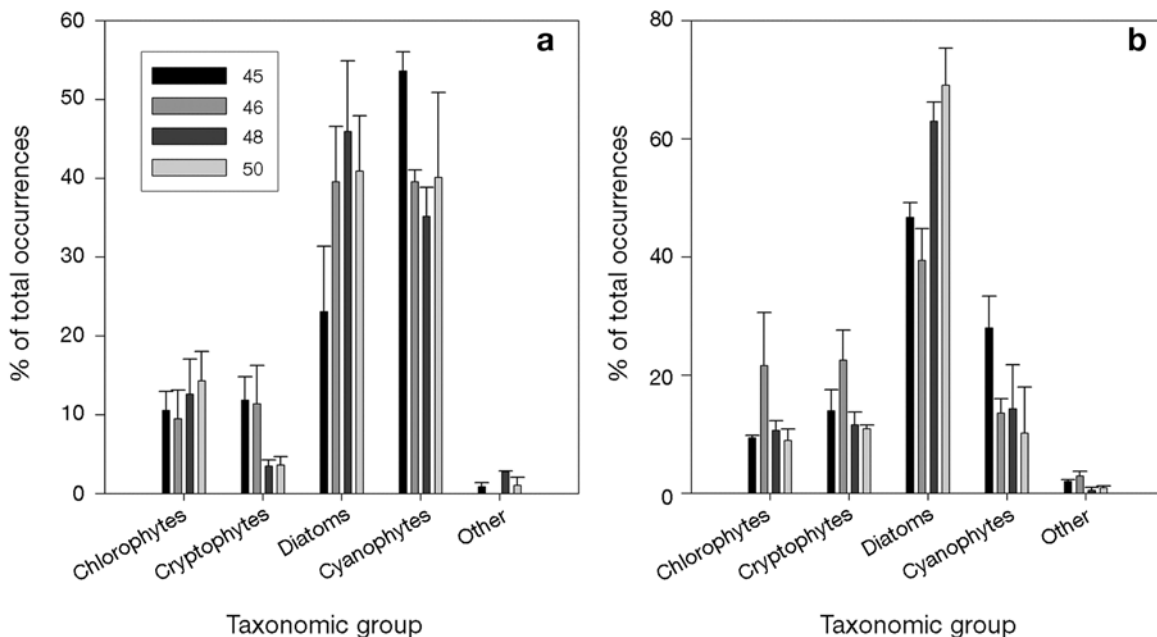 a
60
50
40
30
20
10
0
% of total occurrences
45
46
48
50
Chlorophytes
Cryptophytes
Diatoms
Cyanophytes
Other
Taxonomic group
b
80
60
40
20
0
% of total occurrences
Chlorophytes
Cryptophytes
Diatoms
Cyanophytes
Other
Taxonomic group